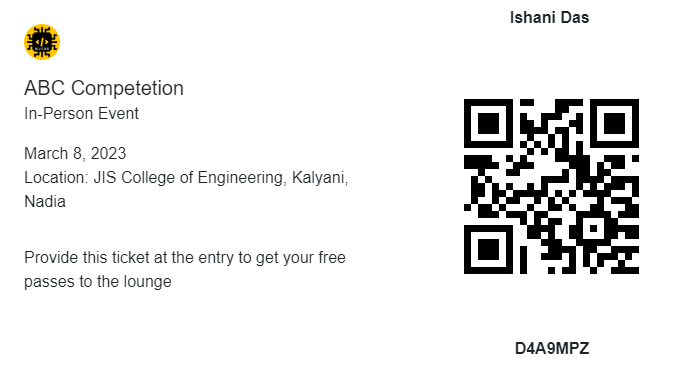 Ishani Das
ABC Competetion
In-Person Event
March 8, 2023
Location: JIS College of Engineering, Kalyani,
Nadia
Provide this ticket at the entry to get your free
passes to the lounge
D4A9MPZ